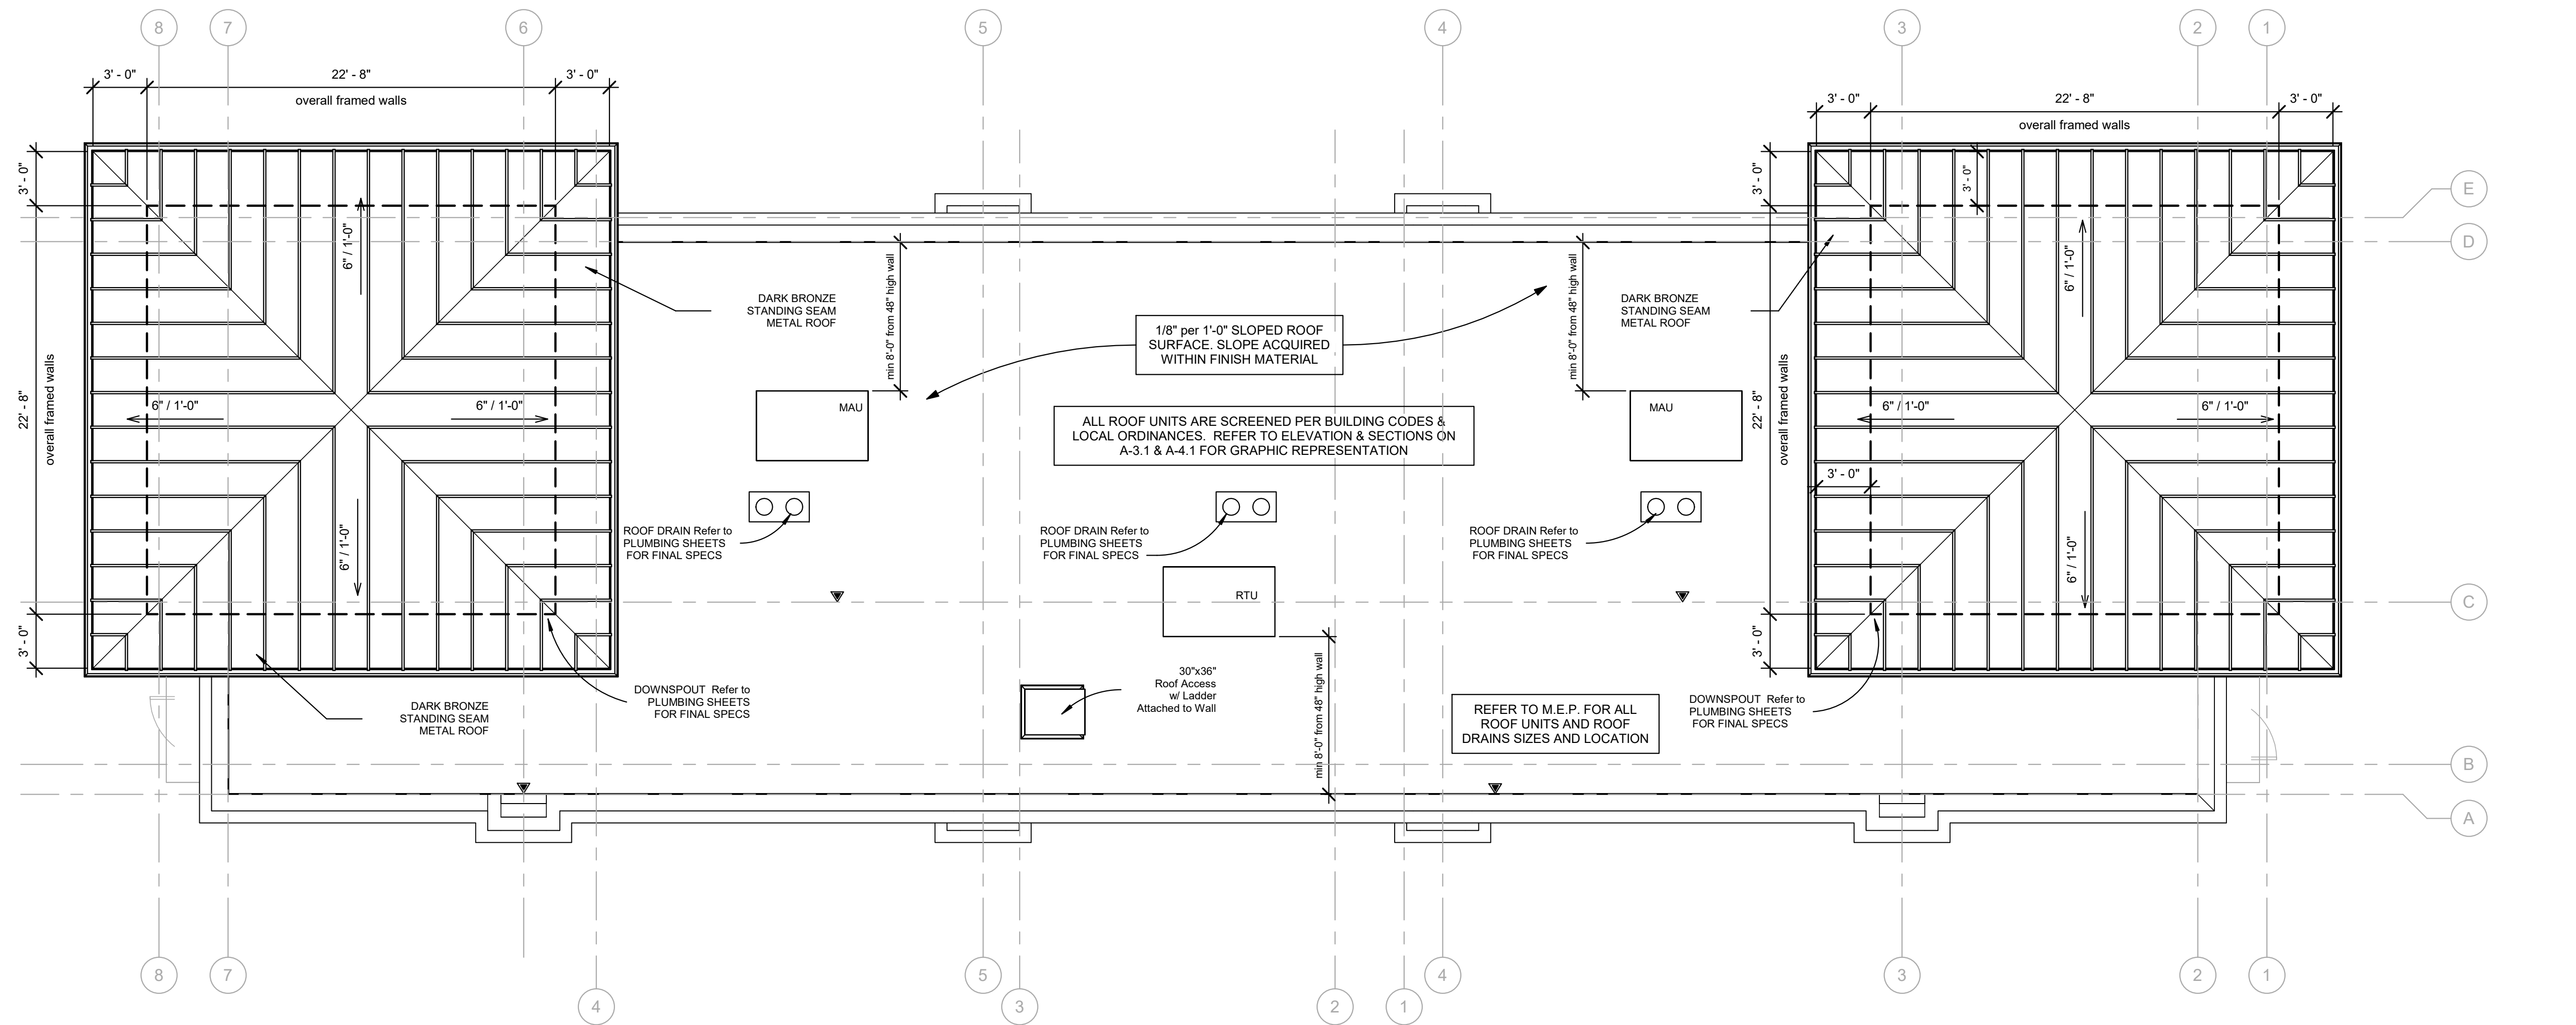 8
7
6
5
4
3
2
1
3' - 0"
22' - 8"
3' - 0"
overall framed walls
3' - 0"
22' - 8"
3' - 0"
overall framed walls
3' - 0"
22' - 8"
overall framed walls
3' - 0"
6" / 1'-0"
6" / 1'-0"
6" / 1'-0"
6" / 1'-0"
DARK BRONZE
STANDING SEAM
METAL ROOF
min 8'-0" from 48" high wall
1/8" per 1'-0" SLOPED ROOF
SURFACE. SLOPE ACQUIRED
WITHIN FINISH MATERIAL
min 8'-0" from 48" high wall
DARK BRONZE
STANDING SEAM
METAL ROOF
3' - 0"
3' - 0"
22' - 8"
overall framed walls
3' - 0"
3' - 0"
6" / 1'-0"
6" / 1'-0"
6" / 1'-0"
6" / 1'-0"
E
D
C
B
A
MAU
ALL ROOF UNITS ARE SCREENED PER BUILDING CODES &
LOCAL ORDINANCES. REFER TO ELEVATION & SECTIONS ON
A-3.1 & A-4.1 FOR GRAPHIC REPRESENTATION
MAU
ROOF DRAIN Refer to
PLUMBING SHEETS
FOR FINAL SPECS
ROOF DRAIN Refer to
PLUMBING SHEETS
FOR FINAL SPECS
ROOF DRAIN Refer to
PLUMBING SHEETS
FOR FINAL SPECS
RTU
DARK BRONZE
STANDING SEAM
METAL ROOF
DOWNSPOUT Refer to
PLUMBING SHEETS
FOR FINAL SPECS
30"x36"
Roof Access
w/ Ladder
Attached to Wall
min 8'-0" from 48" high wall
REFER TO M.E.P. FOR ALL
ROOF UNITS AND ROOF
DRAINS SIZES AND LOCATION
DOWNSPOUT Refer to
PLUMBING SHEETS
FOR FINAL SPECS
8
7
5
4
3
2
1
4
3
2
1